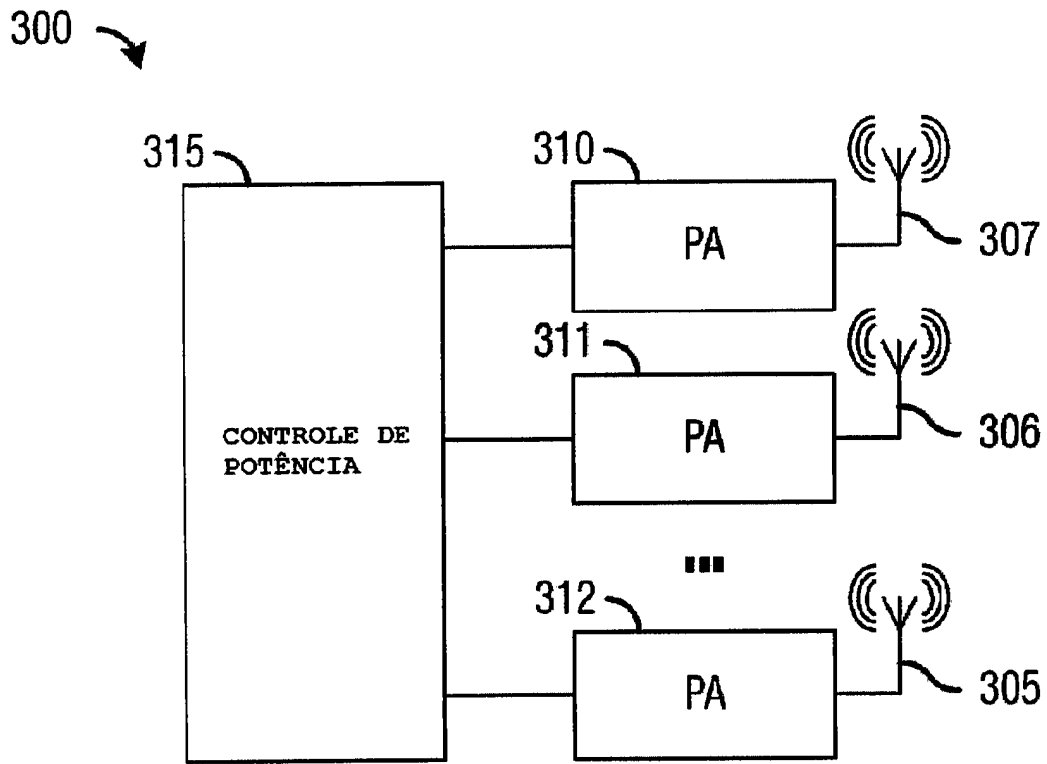 300
315
310
PA
307
311
PA
306
CONTROLE DE
POTÊNCIA
...
312
PA
305